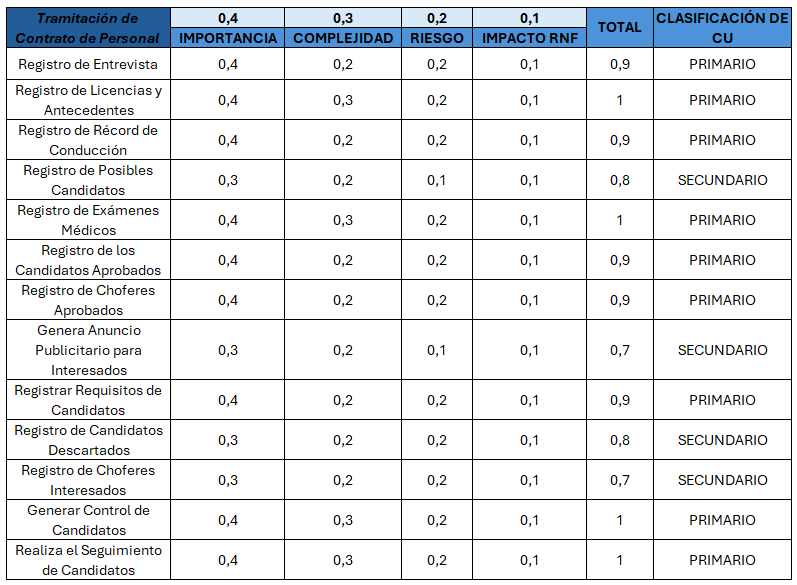 Tramitación de Contrato de Personal | 0,4 | 0,3 | 0,2 | 0,1 | TOTAL | CLASIFICACIÓN DE CU
IMPORTANCIA | COMPLEJIDAD | RIESGO | IMPACTO RNF
Registro de Entrevista | 0,4 | 0,2 | 0,2 | 0,1 | 0,9 | PRIMARIO
Registro de Licencias y Antecedentes | 0,4 | 0,3 | 0,2 | 0,1 | 1 | PRIMARIO
Registro de Récord de Conducción | 0,4 | 0,2 | 0,2 | 0,1 | 0,9 | PRIMARIO
Registro de Posibles Candidatos | 0,3 | 0,2 | 0,1 | 0,1 | 0,8 | SECUNDARIO
Registro de Exámenes Médicos | 0,4 | 0,3 | 0,2 | 0,1 | 1 | PRIMARIO
Registro de los Candidatos Aprobados | 0,4 | 0,2 | 0,2 | 0,1 | 0,9 | PRIMARIO
Registro de Choferes Aprobados | 0,4 | 0,2 | 0,2 | 0,1 | 0,9 | PRIMARIO
Genera Anuncio Publicitario para Interesados | 0,3 | 0,2 | 0,1 | 0,1 | 0,7 | SECUNDARIO
Registrar Requisitos de Candidatos | 0,4 | 0,2 | 0,2 | 0,1 | 0,9 | PRIMARIO
Registro de Candidatos Descartados | 0,3 | 0,2 | 0,2 | 0,1 | 0,8 | SECUNDARIO
Registro de Choferes Interesados | 0,3 | 0,2 | 0,2 | 0,1 | 0,7 | SECUNDARIO
Generar Control de Candidatos | 0,4 | 0,3 | 0,2 | 0,1 | 1 | PRIMARIO
Realiza el Seguimiento de Candidatos | 0,4 | 0,3 | 0,2 | 0,1 | 1 | PRIMARIO